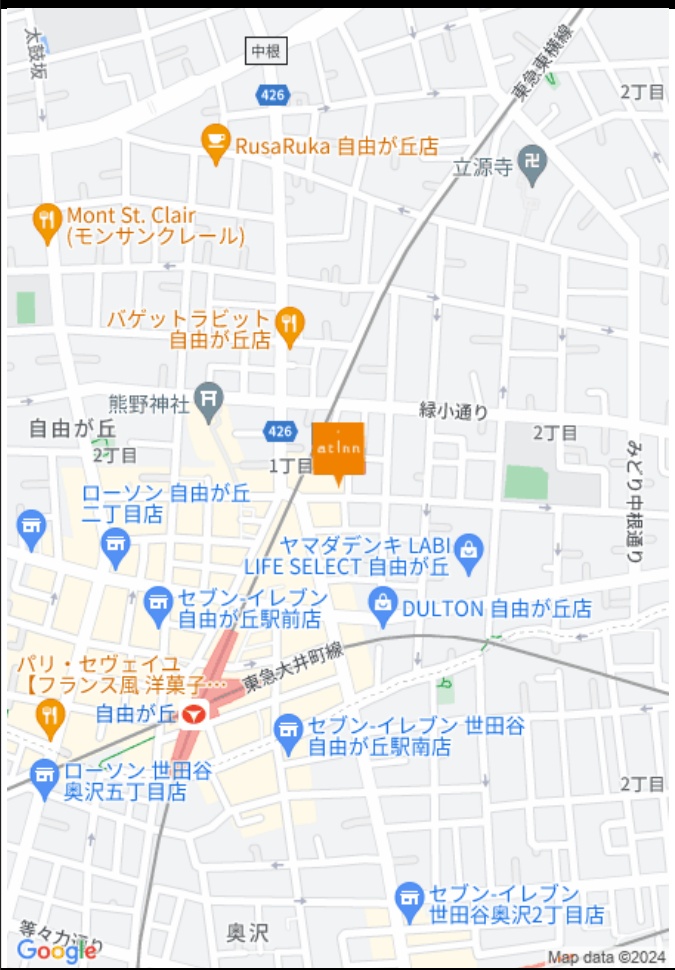 太鼓坂
中根
東急東横線
426
2丁目
RusaRuka 自由が丘店
立源寺
Mont St. Clair
(モンサンクレール)
バゲットラビット
自由が丘店
熊野神社
緑小通り
自由が丘
426
atInn
2丁目
2丁目
1丁目
みどり中根通り
ローソン 自由が丘
二丁目店
ヤマダデンキ LABI
LIFE SELECT 自由が丘
セブン-イレブン
自由が丘駅前店
DULTON 自由が丘店
東急大井町線
パリ・セヴェイユ
【フランス風 洋菓子…
自由が丘
セブン-イレブン 世田谷
自由が丘駅南店
ローソン 世田谷
奥沢五丁目店
2丁目
セブン-イレブン
世田谷奥沢2丁目店
等々力通り
奥沢
Google
Map data ©2024